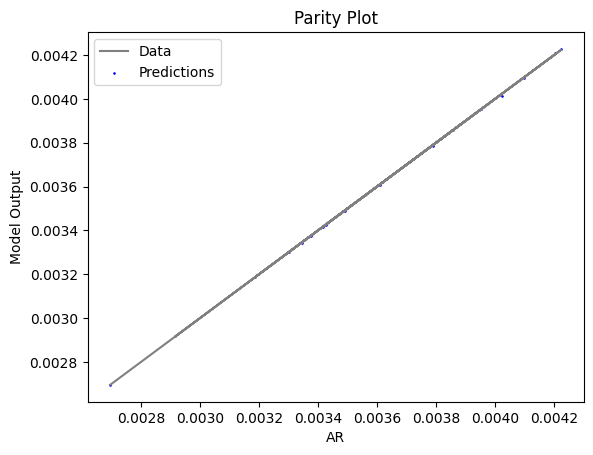 Parity Plot
Data
Predictions
0.0042
0.0040
0.0038
0.0036
0.0034
0.0032
0.0030
0.0028
Model Output
0.0028 0.0030 0.0032 0.0034 0.0036 0.0038 0.0040 0.0042
AR